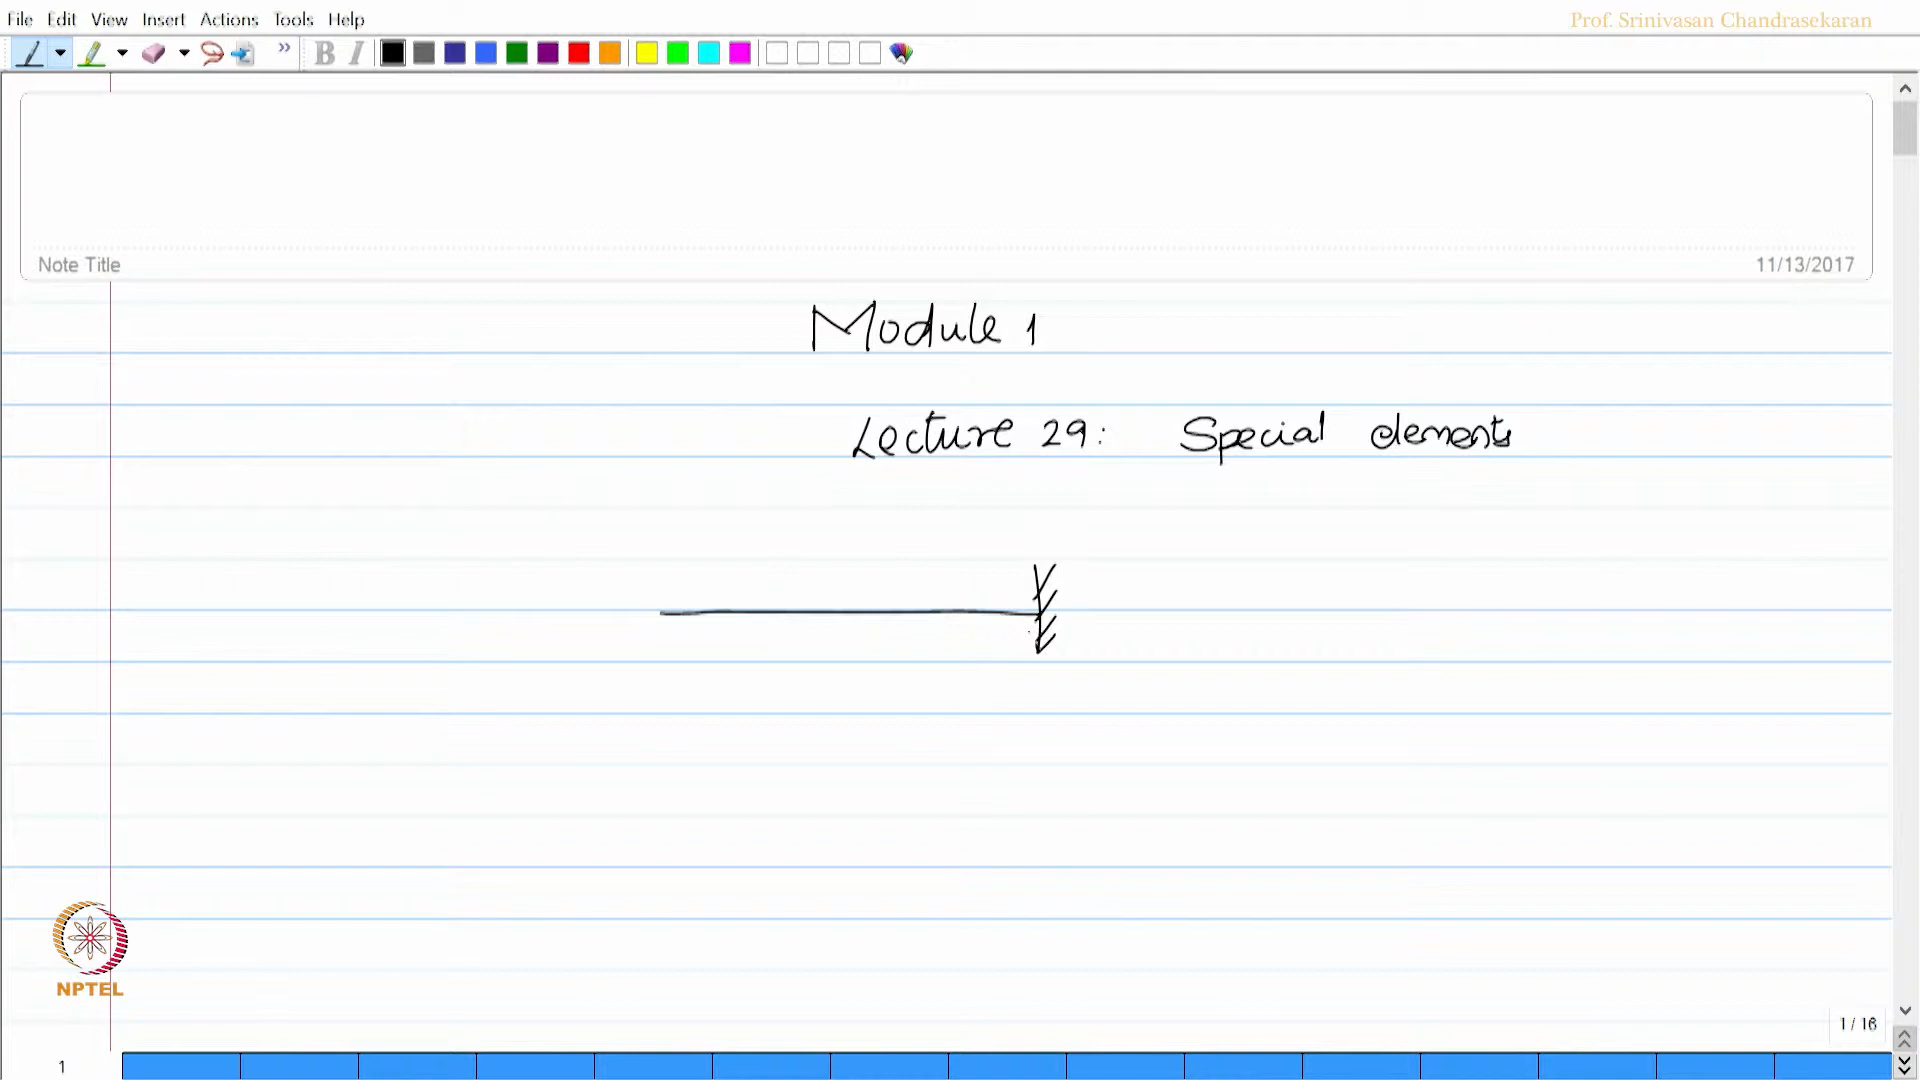 File Edit View Insert Actions Tools Help
Prof. Srinivasan Chandrasekaran
B I
Note Title
11/13/2017
Module 1
Lecture 29: Special elements
NPTEL
1 / 16
1